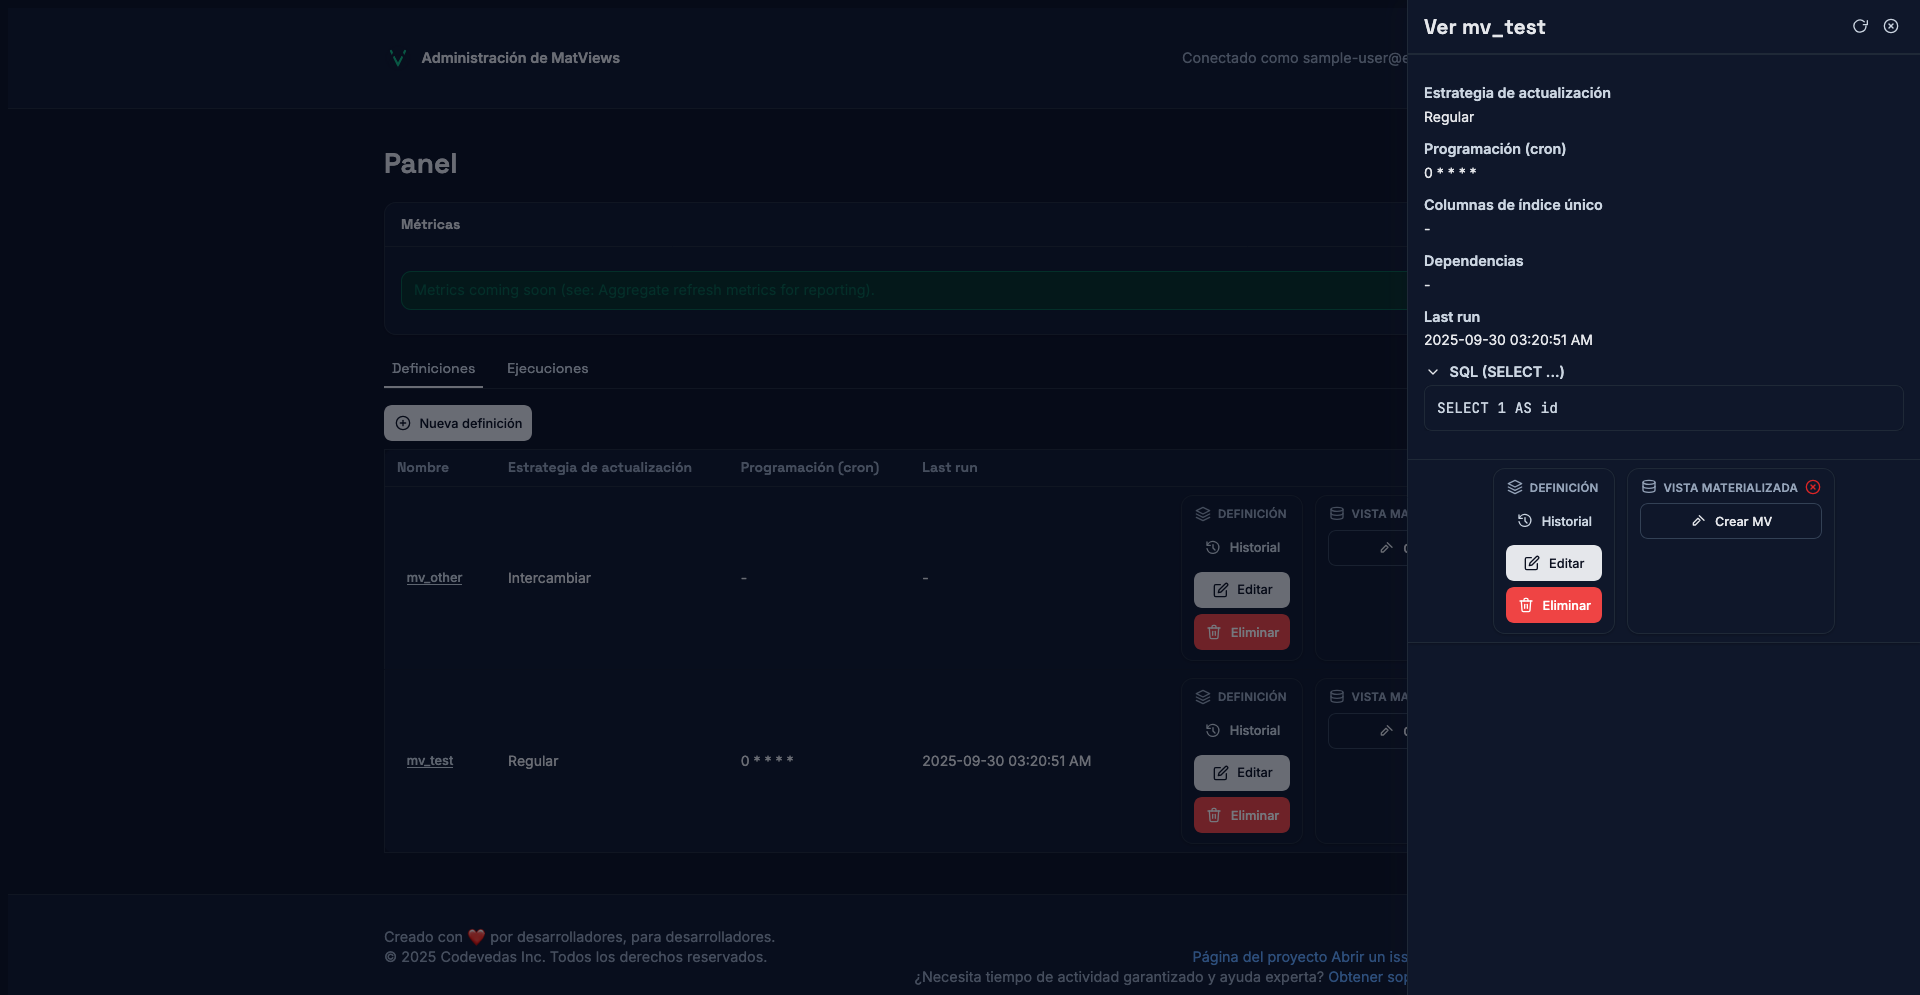 Administración de MatViews
Conectado como sample-user@e
Panel
Métricas
Metrics coming soon (see: Aggregate refresh metrics for reporting).
Definiciones
Ejecuciones
Nueva definición
Nombre
Estrategia de actualización
Programación (cron)
Last run
mv_other
Intercambiar
-
-
DEFINICIÓN
Historial
Editar
Eliminar
VISTA MA
mv_test
Regular
0 * * * *
2025-09-30 03:20:51 AM
DEFINICIÓN
Historial
Editar
Eliminar
VISTA MA
Creado con ❤️ por desarrolladores, para desarrolladores.
© 2025 Codevedas Inc. Todos los derechos reservados.
Página del proyecto Abrir un iss
¿Necesita tiempo de actividad garantizado y ayuda experta? Obtener sop
Ver mv_test
Estrategia de actualización
Regular
Programación (cron)
0 * * * *
Columnas de índice único
-
Dependencias
-
Last run
2025-09-30 03:20:51 AM
SQL (SELECT ...)
SELECT 1 AS id
DEFINICIÓN
Historial
Editar
Eliminar
VISTA MATERIALIZADA
Crear MV